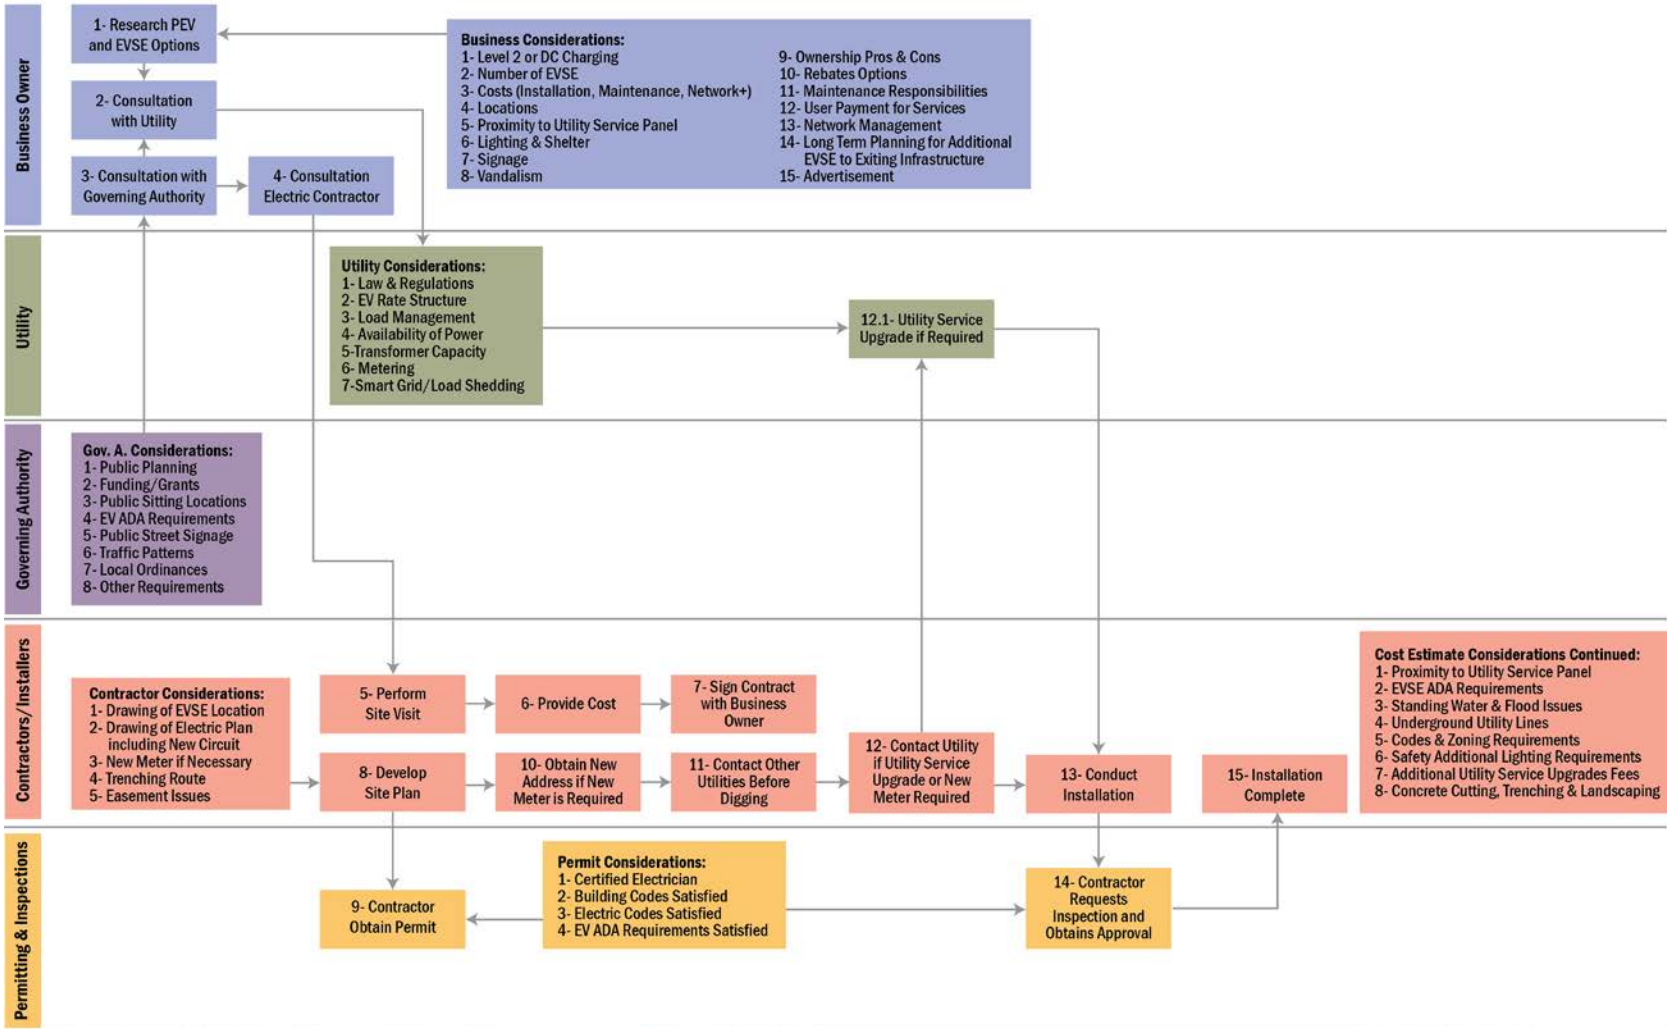 Business Owner
1- Research PEV
and EVSE Options
2- Consultation
with Utility
3- Consultation with
Governing Authority
4- Consultation
Electric Contractor
Business Considerations:
1- Level 2 or DC Charging
2- Number of EVSE
3- Costs (Installation, Maintenance, Network+)
4- Locations
5- Proximity to Utility Service Panel
6- Lighting & Shelter
7- Signage
8- Vandalism
9- Ownership Pros & Cons
10- Rebates Options
11- Maintenance Responsibilities
12- User Payment for Services
13- Network Management
14- Long Term Planning for Additional
EVSE to Exiting Infrastructure
15- Advertisement
Utility
Utility Considerations:
1- Law & Regulations
2- EV Rate Structure
3- Load Management
4- Availability of Power
5-Transformer Capacity
6- Metering
7-Smart Grid/Load Shedding
12.1- Utility Service
Upgrade if Required
Governing Authority
Gov. A. Considerations:
1- Public Planning
2- Funding/Grants
3- Public Sitting Locations
4- EV ADA Requirements
5- Public Street Signage
6- Traffic Patterns
7- Local Ordinances
8- Other Requirements
Contractors/Installers
Contractor Considerations:
1- Drawing of EVSE Location
2- Drawing of Electric Plan
including New Circuit
3- New Meter if Necessary
4- Trenching Route
5- Easement Issues
5- Perform
Site Visit
6- Provide Cost
7- Sign Contract
with Business
Owner
8- Develop
Site Plan
10- Obtain New
Address if New
Meter is Required
11- Contact Other
Utilities Before
Digging
12- Contact Utility
if Utility Service
Upgrade or New
Meter Required
13- Conduct
Installation
15- Installation
Complete
Cost Estimate Considerations Continued:
1- Proximity to Utility Service Panel
2- EVSE ADA Requirements
3- Standing Water & Flood Issues
4- Underground Utility Lines
5- Codes & Zoning Requirements
6- Safety Additional Lighting Requirements
7- Additional Utility Service Upgrades Fees
8- Concrete Cutting, Trenching & Landscaping
Permitting & Inspections
9- Contractor
Obtain Permit
Permit Considerations:
1- Certified Electrician
2- Building Codes Satisfied
3- Electric Codes Satisfied
4- EV ADA Requirements Satisfied
14- Contractor
Requests
Inspection and
Obtains Approval